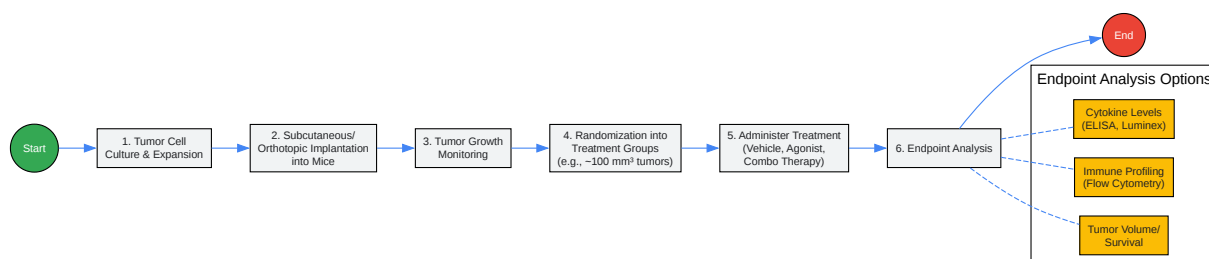 Start
1. Tumor Cell
Culture & Expansion
2. Subcutaneous/
Orthotopic Implantation
into Mice
3. Tumor Growth
Monitoring
4. Randomization into
Treatment Groups
(e.g., ~100 mm³ tumors)
5. Administer Treatment
(Vehicle, Agonist,
Combo Therapy)
6. Endpoint Analysis
End
Endpoint Analysis Options
Cytokine Levels
(ELISA, Luminex)
Immune Profiling
(Flow Cytometry)
Tumor Volume/
Survival